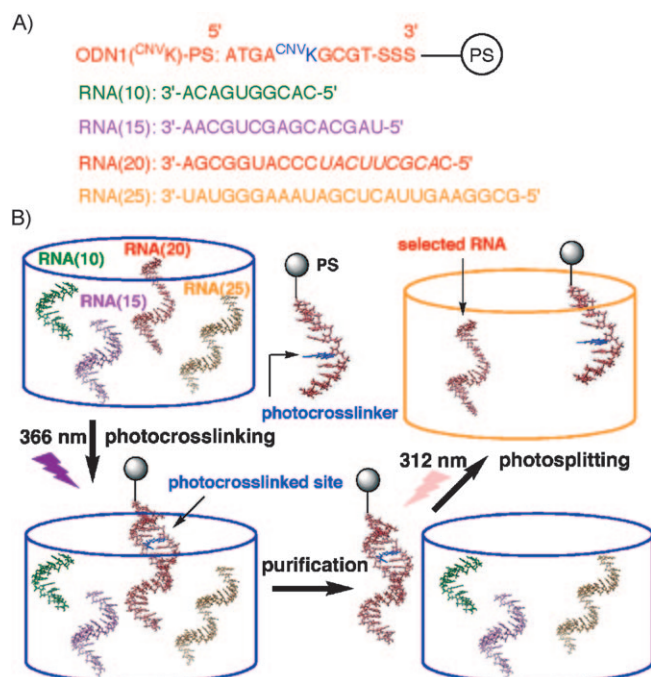 A)
5' 3'
ODN1(CNVK)-PS: ATGACNVKGCGT-SSS PS
RNA(10): 3'-ACAGUGGCAC-5'
RNA(15): 3'-AACGUCGAGCACGAU-5'
RNA(20): 3'-AGCGGUACCCUACUUCGCAC-5'
RNA(25): 3'-UAUGGGAAAUAGCUCAUUGAAGGCG-5'
B)
RNA(10) RNA(20)
RNA(15) RNA(25)
PS
selected RNA
photocrosslinker
366 nm photocrosslinking
312 nm photosplitting
photocrosslinked site
purification